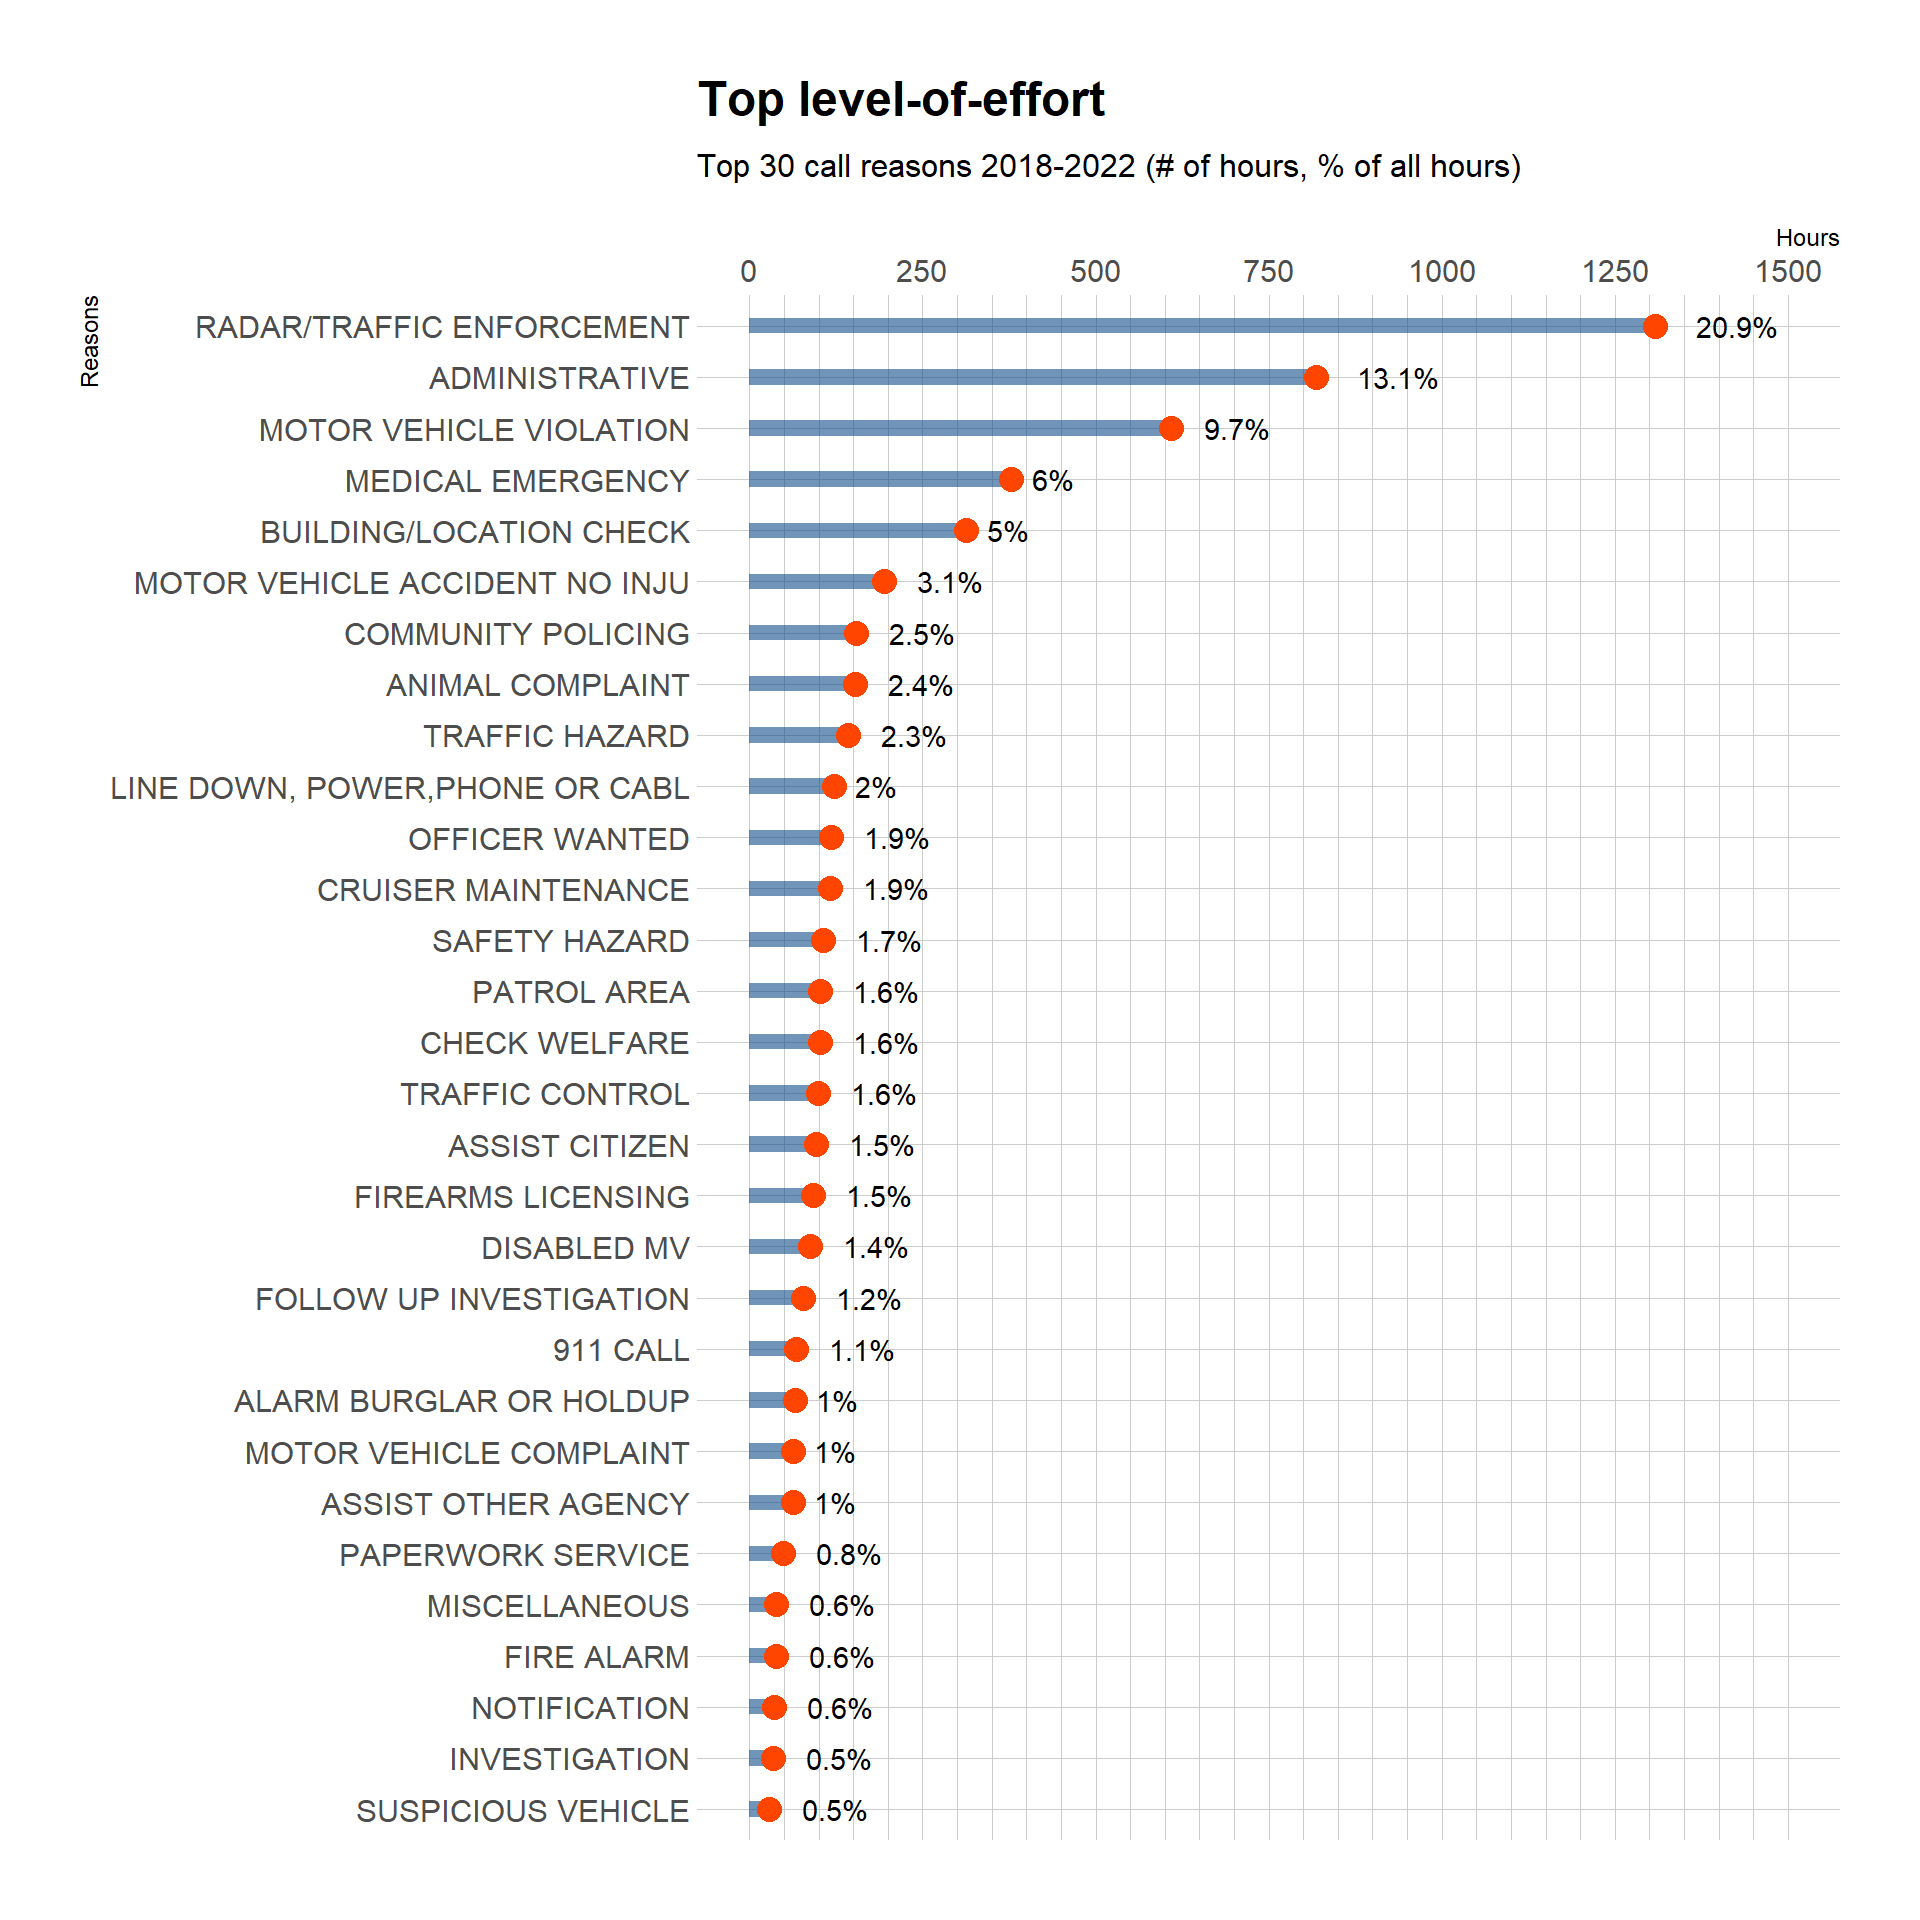 Top level-of-effort
Top 30 call reasons 2018-2022 (# of hours, % of all hours)
Hours
0 250 500 750 1000 1250 1500
Reasons
RADAR/TRAFFIC ENFORCEMENT 20.9%
ADMINISTRATIVE 13.1%
MOTOR VEHICLE VIOLATION 9.7%
MEDICAL EMERGENCY 6%
BUILDING/LOCATION CHECK 5%
MOTOR VEHICLE ACCIDENT NO INJU 3.1%
COMMUNITY POLICING 2.5%
ANIMAL COMPLAINT 2.4%
TRAFFIC HAZARD 2.3%
LINE DOWN, POWER,PHONE OR CABL 2%
OFFICER WANTED 1.9%
CRUISER MAINTENANCE 1.9%
SAFETY HAZARD 1.7%
PATROL AREA 1.6%
CHECK WELFARE 1.6%
TRAFFIC CONTROL 1.6%
ASSIST CITIZEN 1.5%
FIREARMS LICENSING 1.5%
DISABLED MV 1.4%
FOLLOW UP INVESTIGATION 1.2%
911 CALL 1.1%
ALARM BURGLAR OR HOLDUP 1%
MOTOR VEHICLE COMPLAINT 1%
ASSIST OTHER AGENCY 1%
PAPERWORK SERVICE 0.8%
MISCELLANEOUS 0.6%
FIRE ALARM 0.6%
NOTIFICATION 0.6%
INVESTIGATION 0.5%
SUSPICIOUS VEHICLE 0.5%